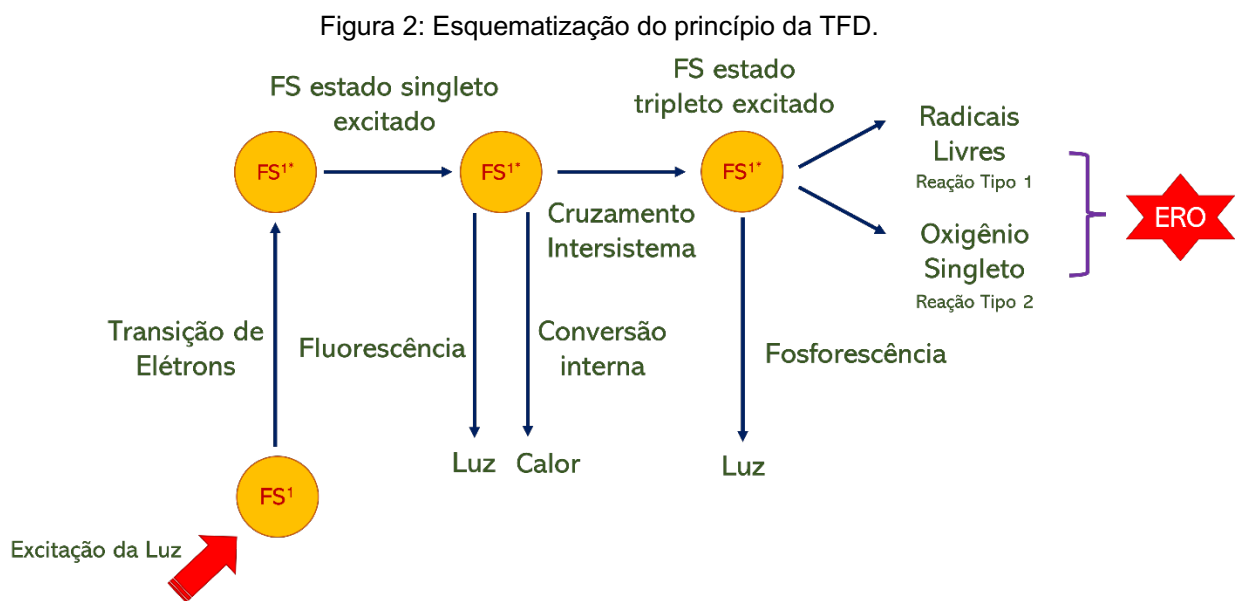 Figura 2: Esquematização do princípio da TFD.
FS estado singleto
excitado
FS estado
tripleto excitado
FS¹*
FS¹*
FS¹*
Radicais
Livres
Reação Tipo 1
Oxigênio
Singleto
Reação Tipo 2
ERO
Cruzamento
Intersistema
Transição de
Elétrons
Fluorescência
Conversão
interna
Fosforescência
Luz
Calor
Luz
FS¹
Excitação da Luz